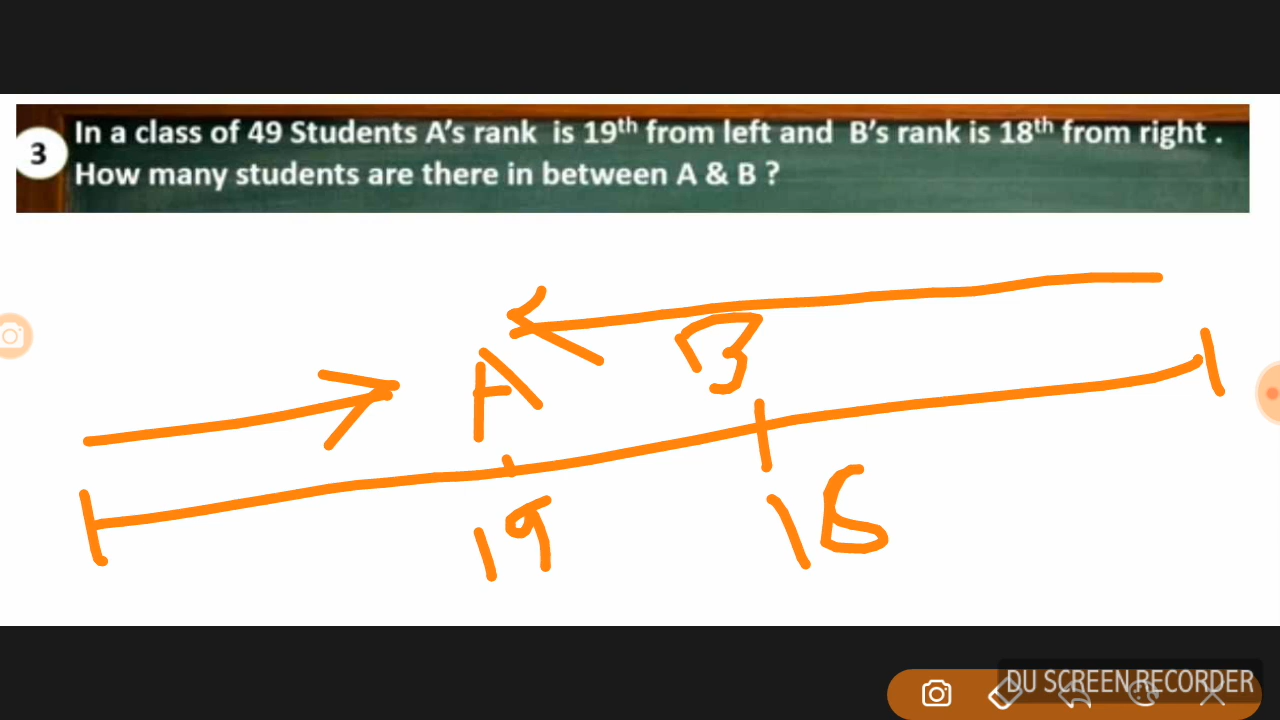 3
In a class of 49 Students A's rank is 19th from left and B's rank is 18th from right .
How many students are there in between A & B ?
A
B
19
18
DU SCREEN RECORDER